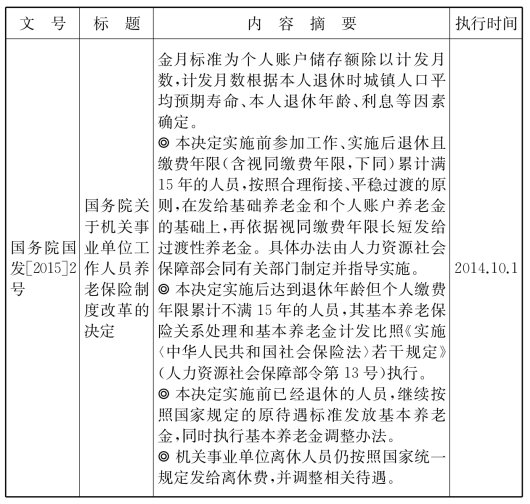 文 号 标 题 内 容 摘 要 执行时间
国务院国
发[2015]2
号
国务院关
于机关事
业单位工
作人员养
老保险制
度改革的
决定
金月标准为个人账户储存额除以计发月
数,计发月数根据本人退休时城镇人口平
均预期寿命、本人退休年龄、利息等因素
确定。
◎ 本决定实施前参加工作、实施后退休且
缴费年限(含视同缴费年限,下同)累计满
15年的人员,按照合理衔接、平稳过渡的原
则,在发给基础养老金和个人账户养老金
的基础上,再依据视同缴费年限长短发给
过渡性养老金。具体办法由人力资源社会
保障部会同有关部门制定并指导实施。
◎ 本决定实施后达到退休年龄但个人缴费
年限累计不满15年的人员,其基本养老保
险关系处理和基本养老金计发比照《实施
〈中华人民共和国社会保险法〉若干规定》
(人力资源社会保障部令第13号)执行。
◎ 本决定实施前已经退休的人员,继续按
照国家规定的原待遇标准发放基本养老
金,同时执行基本养老金调整办法。
◎ 机关事业单位离休人员仍按照国家统一
规定发给离休费,并调整相关待遇。
2014.10.1